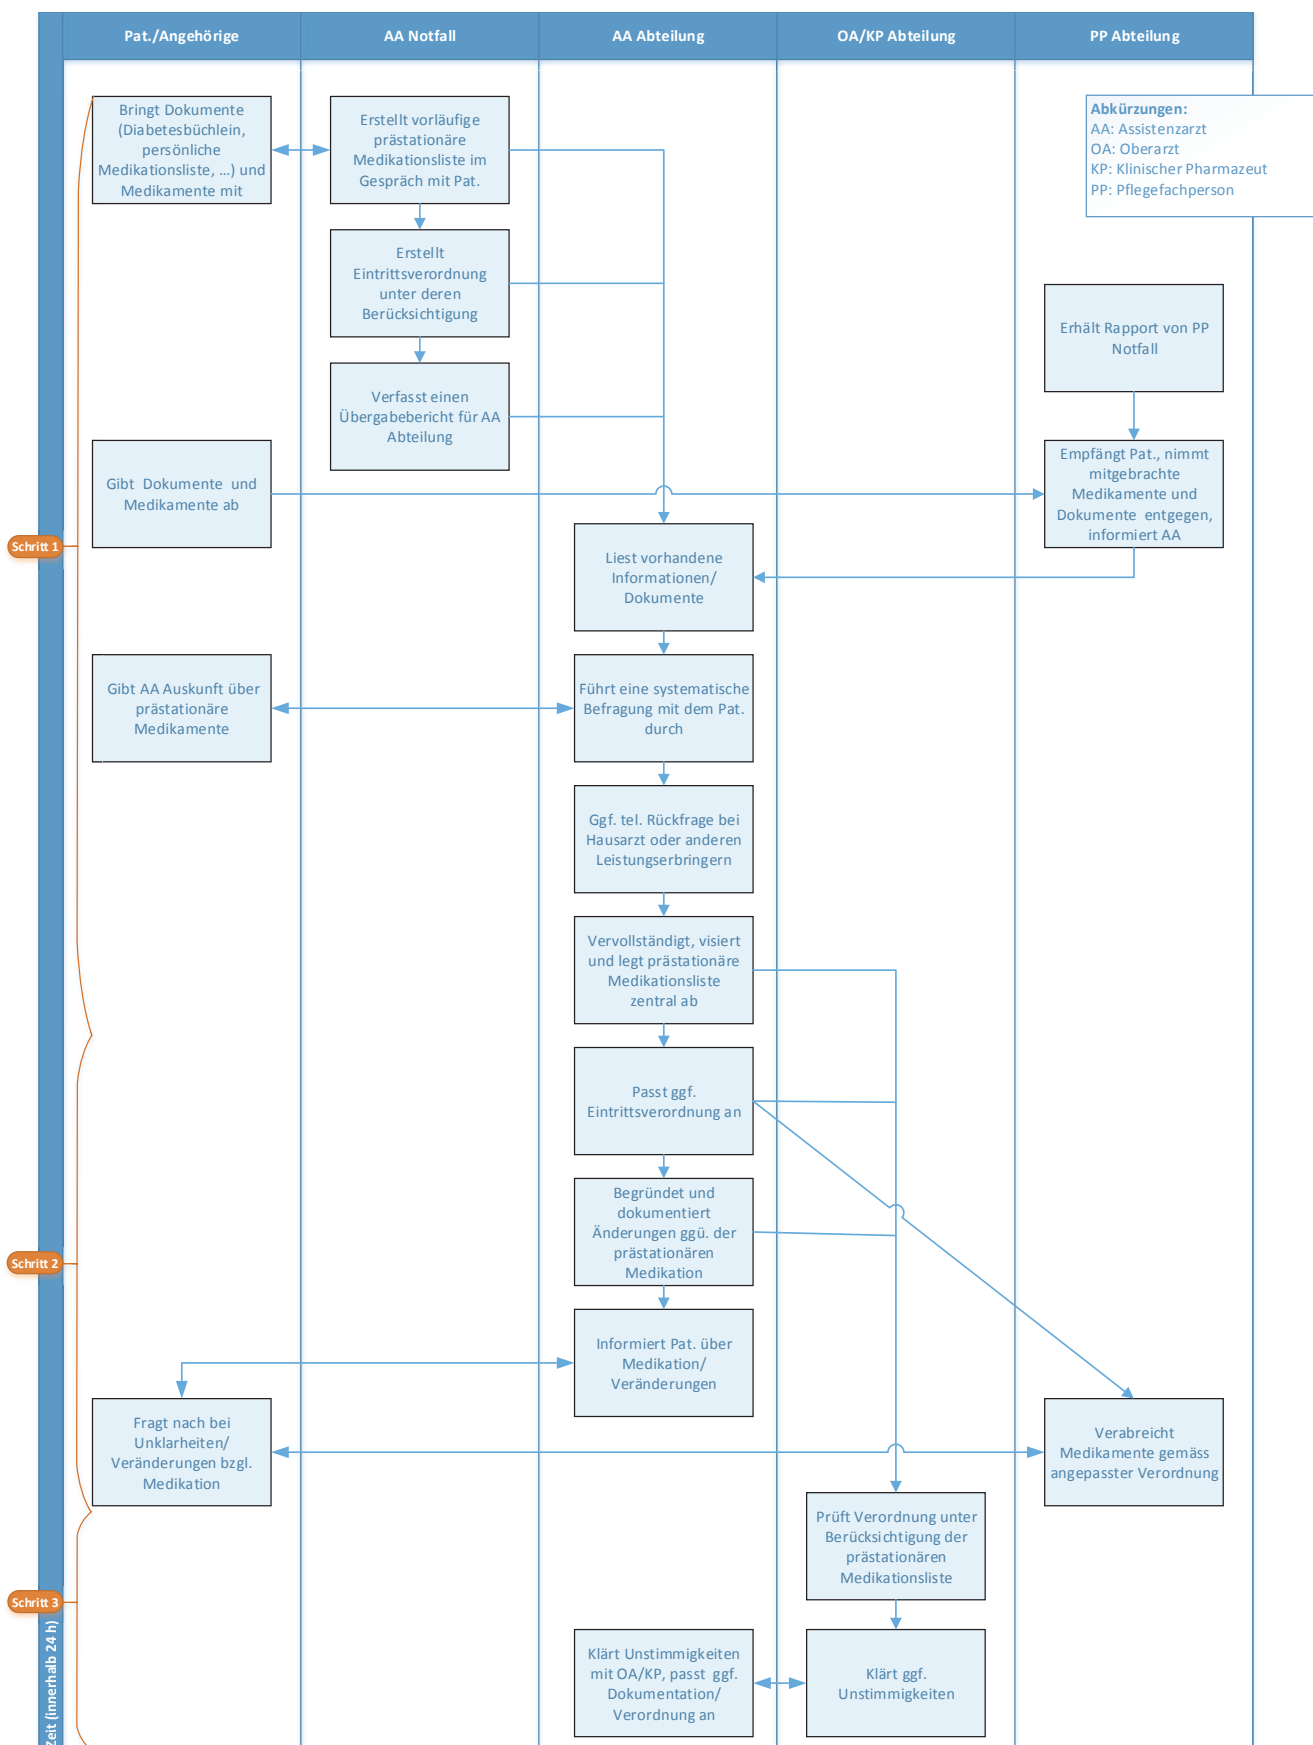 Pat./Angehörige
AA Notfall
AA Abteilung
OA/KP Abteilung
PP Abteilung
Bringt Dokumente
(Diabetesbüchlein,
persönliche
Medikationsliste, …) und
Medikamente mit
Erstellt vorläufige
prästationäre
Medikationsliste im
Gespräch mit Pat.
Abkürzungen:
AA: Assistenzarzt
OA: Oberarzt
KP: Klinischer Pharmazeut
PP: Pflegefachperson
Erstellt
Eintrittsverordnung
unter deren
Berücksichtigung
Erhält Rapport von PP
Notfall
Verfasst einen
Übergabebericht für AA
Abteilung
Gibt Dokumente und
Medikamente ab
Empfängt Pat., nimmt
mitgebrachte
Medikamente und
Dokumente entgegen,
informiert AA
Schritt 1
Liest vorhandene
Informationen/
Dokumente
Gibt AA Auskunft über
prästationäre
Medikamente
Führt eine systematische
Befragung mit dem Pat.
durch
Ggf. tel. Rückfrage bei
Hausarzt oder anderen
Leistungserbringern
Vervollständigt, visiert
und legt prästationäre
Medikationsliste
zentral ab
Passt ggf.
Eintrittsverordnung an
Begründet und
dokumentiert
Änderungen ggü. der
prästationären
Medikation
Schritt 2
Informiert Pat. über
Medikation/
Veränderungen
Fragt nach bei
Unklarheiten/
Veränderungen bzgl.
Medikation
Verabreicht
Medikamente gemäss
angepasster Verordnung
Prüft Verordnung unter
Berücksichtigung der
prästationären
Medikationsliste
Schritt 3
Zeit (innerhalb 24 h)
Klärt Unstimmigkeiten
mit OA/KP, passt ggf.
Dokumentation/
Verordnung an
Klärt ggf.
Unstimmigkeiten